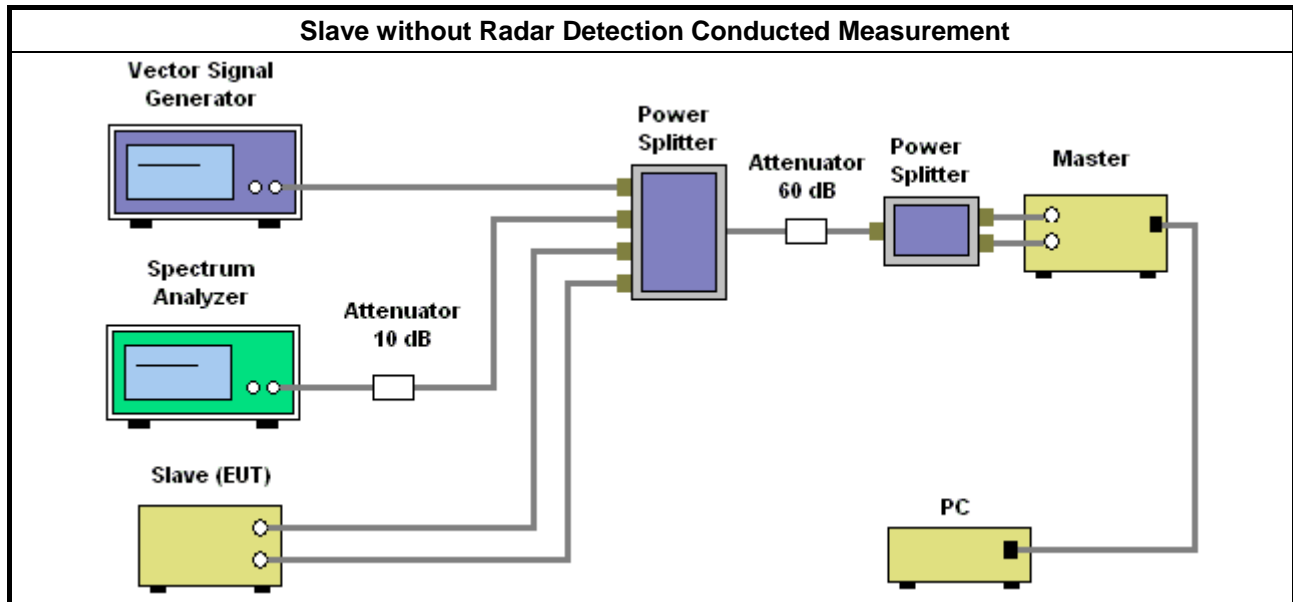 Slave without Radar Detection Conducted Measurement
Vector Signal
Generator
Power
Splitter
Attenuator
60 dB
Power
Splitter
Master
Spectrum
Analyzer
Attenuator
10 dB
Slave (EUT)
PC